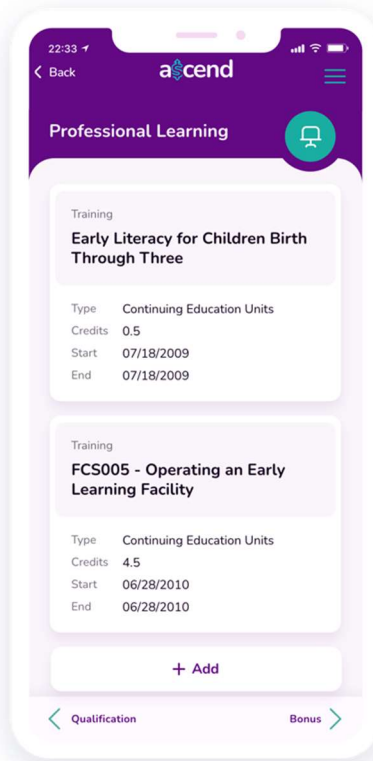 22:33
Back
ascend
Professional Learning
Training
Early Literacy for Children Birth
Through Three
Type Continuing Education Units
Credits 0.5
Start 07/18/2009
End 07/18/2009
Training
FCS005 - Operating an Early
Learning Facility
Type Continuing Education Units
Credits 4.5
Start 06/28/2010
End 06/28/2010
+ Add
Qualification Bonus